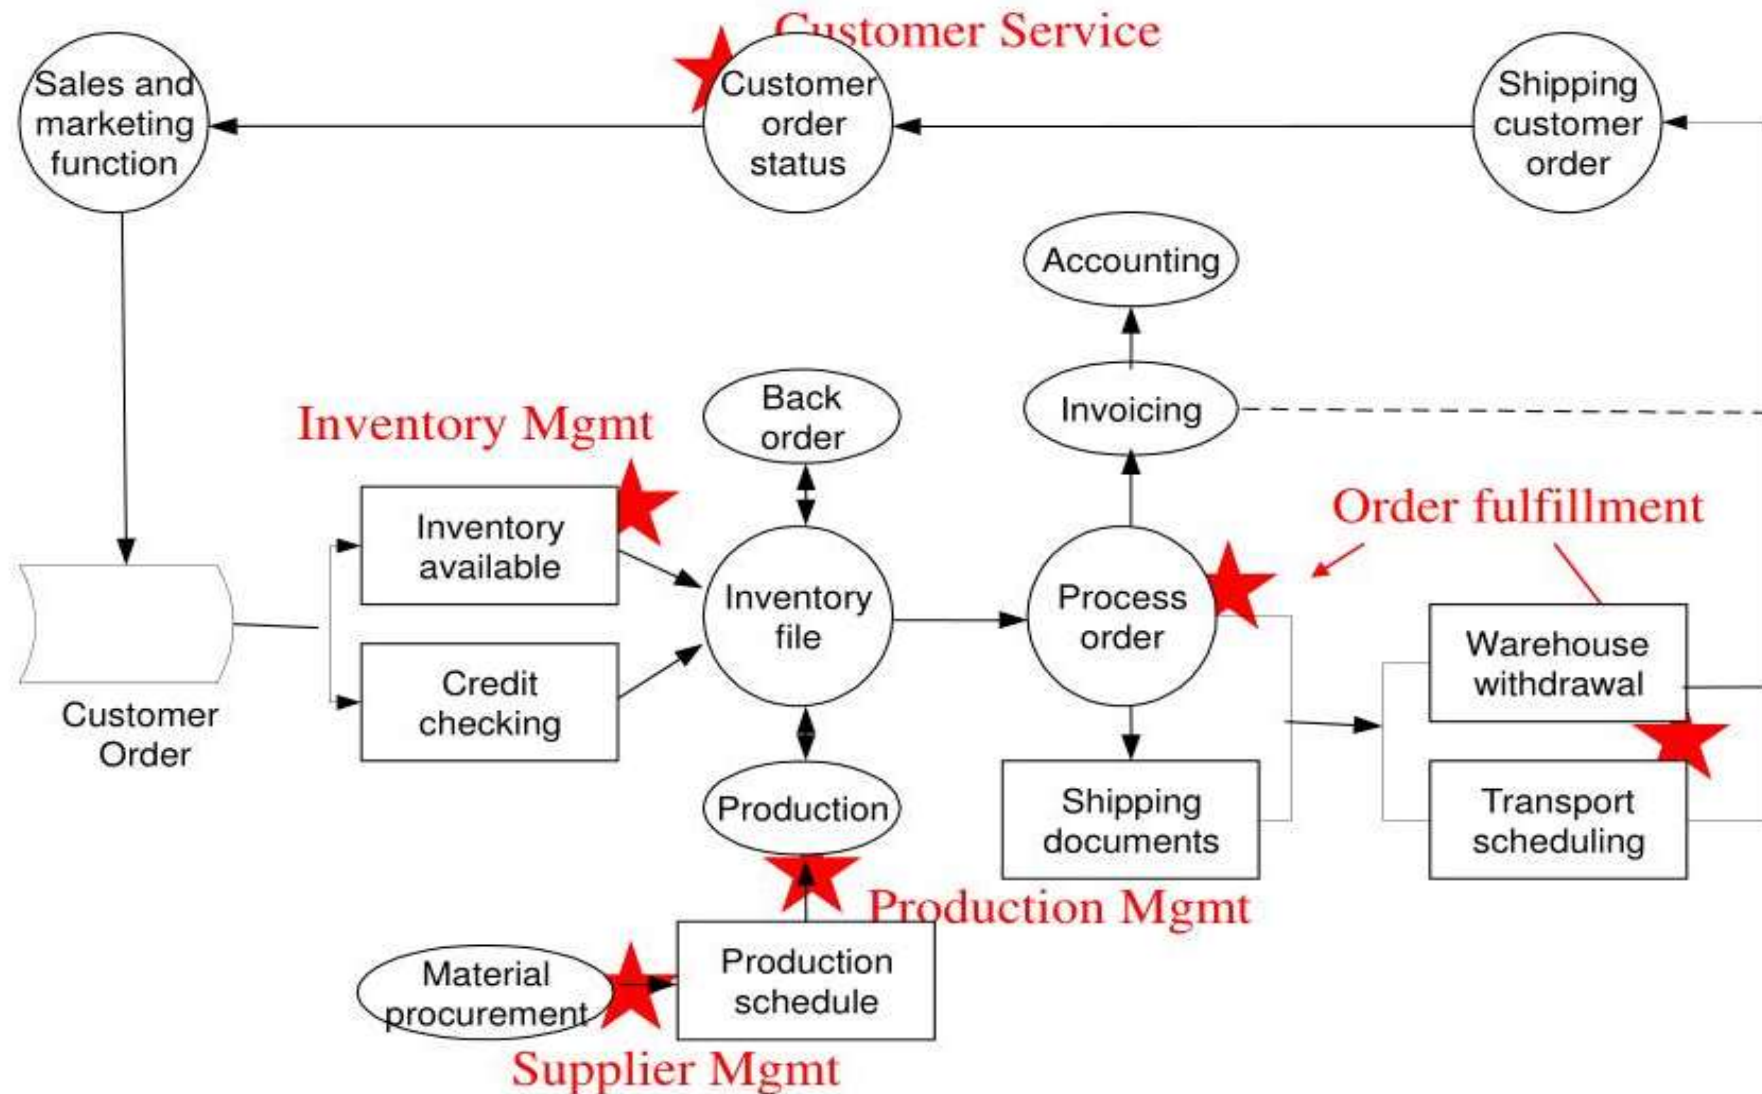 Customer Service
Sales and
marketing
function
Customer
order
status
Shipping
customer
order
Accounting
Back
order
Invoicing
Inventory Mgmt
Order fulfillment
Inventory
available
Inventory
file
Process
order
Warehouse
withdrawal
Credit
checking
Customer
Order
Production
Shipping
documents
Transport
scheduling
Production Mgmt
Material
procurement
Production
schedule
Supplier Mgmt